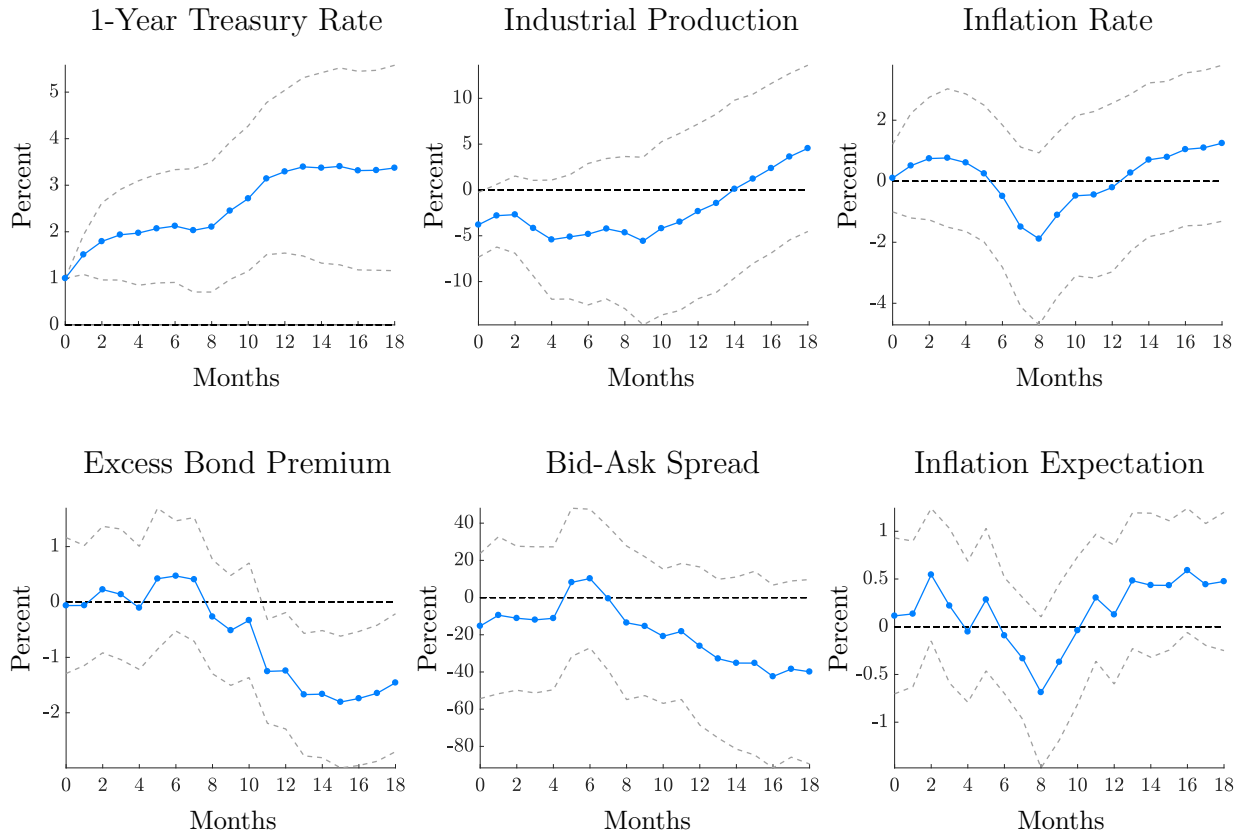 1-Year Treasury Rate
Industrial Production
Inflation Rate
Percent
5
4
3
2
1
0
0 2 4 6 8 10 12 14 16 18
Months
Percent
10
5
0
-5
-10
0 2 4 6 8 10 12 14 16 18
Months
Percent
2
0
-2
-4
0 2 4 6 8 10 12 14 16 18
Months
Excess Bond Premium
Bid-Ask Spread
Inflation Expectation
Percent
1
0
-1
-2
0 2 4 6 8 10 12 14 16 18
Months
Percent
40
20
0
-20
-40
-60
-80
0 2 4 6 8 10 12 14 16 18
Months
Percent
1
0.5
0
-0.5
-1
0 2 4 6 8 10 12 14 16 18
Months